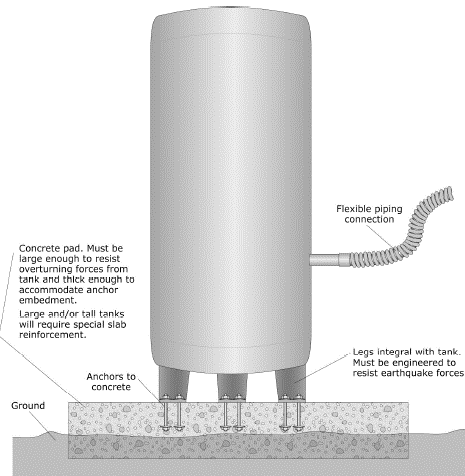 Flexible piping
connection
Concrete pad. Must be
large enough to resist
overturning forces from
tank and thick enough to
accommodate anchor
embedment.
Large and/or tall tanks
will require special slab
reinforcement.
Legs integral with tank.
Must be engineered to
resist earthquake forces
Anchors to
concrete
Ground